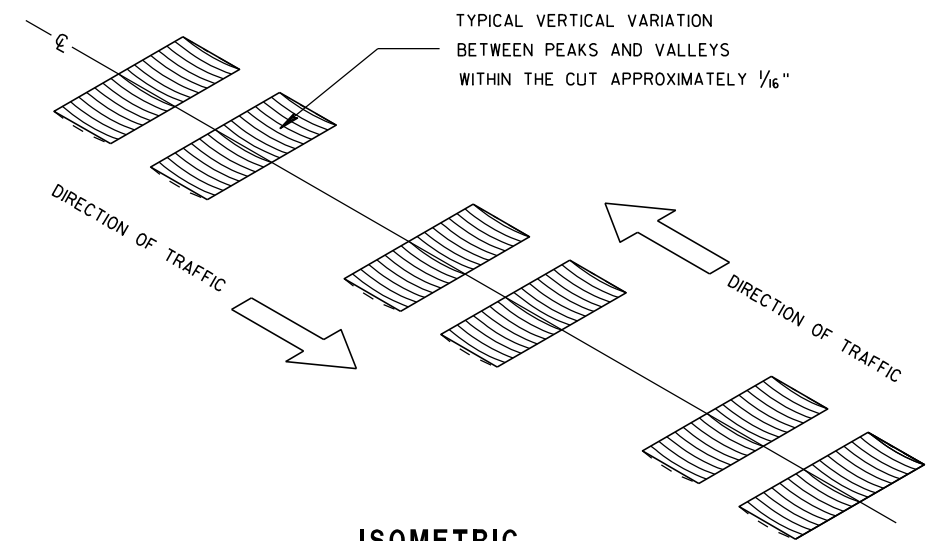 TYPICAL VERTICAL VARIATION
BETWEEN PEAKS AND VALLEYS
WITHIN THE CUT APPROXIMATELY 1/16"
℄
DIRECTION OF TRAFFIC
DIRECTION OF TRAFFIC
ISOMETRIC